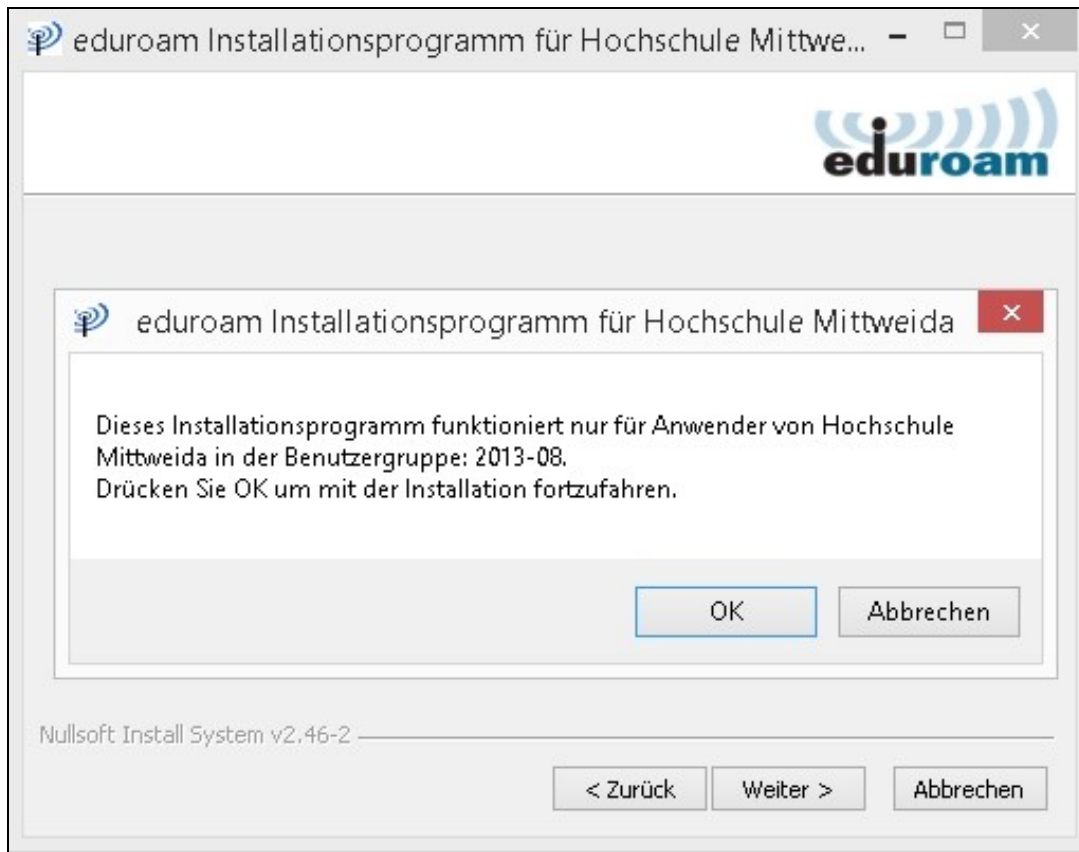 eduroam Installationsprogramm für Hochschule Mittwe...
eduroam
eduroam Installationsprogramm für Hochschule Mittweida
Dieses Installationsprogramm funktioniert nur für Anwender von Hochschule
Mittweida in der Benutzergruppe: 2013-08.
Drücken Sie OK um mit der Installation fortzufahren.
OK Abbrechen
Nullsoft Install System v2.46-2
< Zurück Weiter > Abbrechen